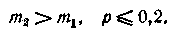 m₂ > m₁, p ⩽ 0,2.